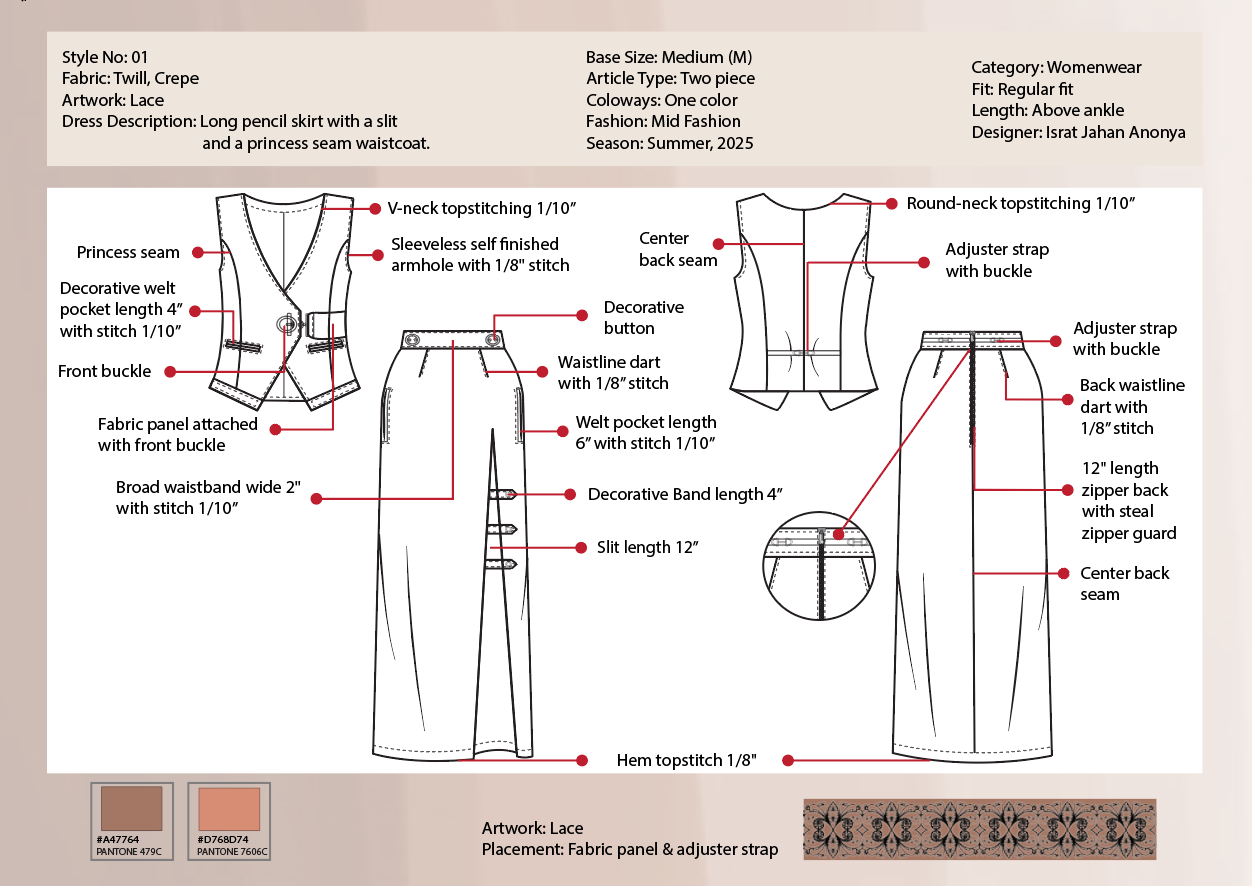 Style No: 01
Fabric: Twill, Crepe
Artwork: Lace
Dress Description: Long pencil skirt with a slit
and a princess seam waistcoat.
Base Size: Medium (M)
Article Type: Two piece
Coloways: One color
Fashion: Mid Fashion
Season: Summer, 2025
Category: Womenwear
Fit: Regular fit
Length: Above ankle
Designer: Israt Jahan Anonya
V-neck topstitching 1/10”
Princess seam
Sleeveless self finished
armhole with 1/8" stitch
Decorative welt
pocket length 4”
with stitch 1/10”
Front buckle
Fabric panel attached
with front buckle
Broad waistband wide 2"
with stitch 1/10”
Decorative
button
Waistline dart
with 1/8” stitch
Welt pocket length
6” with stitch 1/10”
Decorative Band length 4”
Slit length 12”
Round-neck topstitching 1/10”
Center
back seam
Adjuster strap
with buckle
Adjuster strap
with buckle
Back waistline
dart with
1/8” stitch
12" length
zipper back
with steal
zipper guard
Center back
seam
Hem topstitch 1/8"
#A47764
PANTONE 479C
#D768D74
PANTONE 7606C
Artwork: Lace
Placement: Fabric panel & adjuster strap